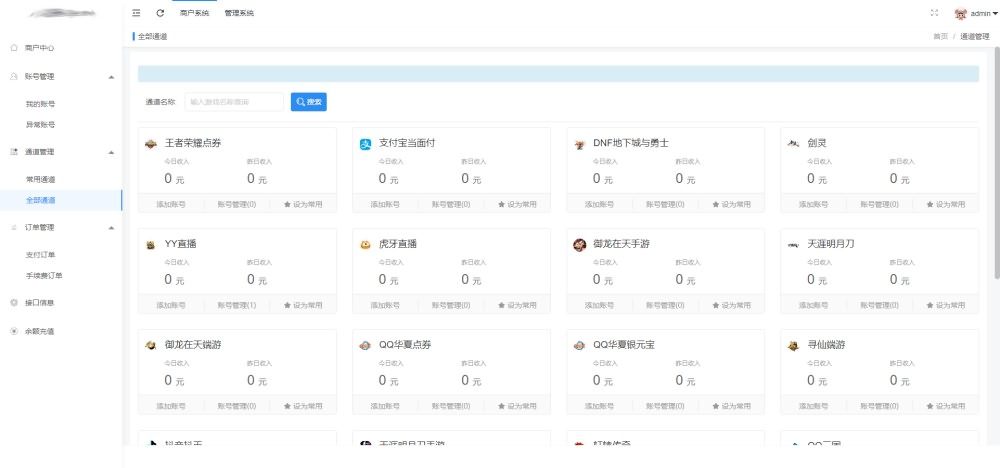 商户系统 管理系统 admin
全部通道 首页 / 通道管理
商户中心
账号管理
我的账号
异常账号
通道管理
常用通道
全部通道
订单管理
支付订单
手续费订单
接口信息
余额充值
通道名称 输入游戏名称查询 搜索
王者荣耀点券 支付宝当面付 DNF地下城与勇士 剑灵
今日收入 昨日收入 今日收入 昨日收入 今日收入 昨日收入 今日收入 昨日收入
0 元 0 元 0 元 0 元 0 元 0 元 0 元 0 元
添加账号 账号管理(0) 设为常用 添加账号 账号管理(0) 设为常用 添加账号 账号管理(0) 设为常用 添加账号 账号管理(0) 设为常用
YY直播 虎牙直播 御龙在天手游 天涯明月刀
今日收入 昨日收入 今日收入 昨日收入 今日收入 昨日收入 今日收入 昨日收入
0 元 0 元 0 元 0 元 0 元 0 元 0 元 0 元
添加账号 账号管理(1) 设为常用 添加账号 账号管理(0) 设为常用 添加账号 账号管理(0) 设为常用 添加账号 账号管理(0) 设为常用
御龙在天端游 QQ华夏点券 QQ华夏银元宝 寻仙端游
今日收入 昨日收入 今日收入 昨日收入 今日收入 昨日收入 今日收入 昨日收入
0 元 0 元 0 元 0 元 0 元 0 元 0 元 0 元
添加账号 账号管理(0) 设为常用 添加账号 账号管理(0) 设为常用 添加账号 账号管理(0) 设为常用 添加账号 账号管理(0) 设为常用
天涯明月刀手游